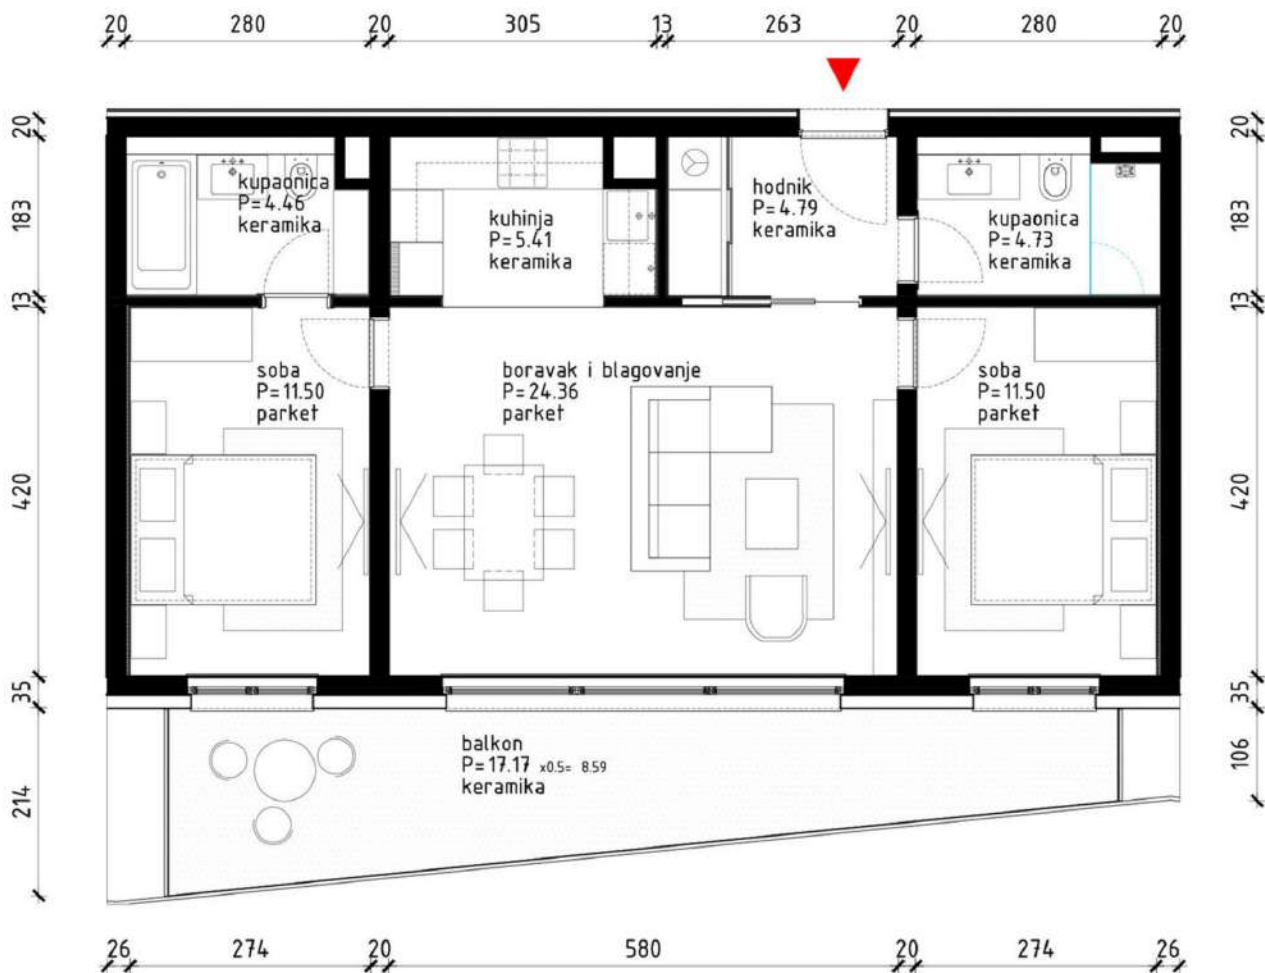 20 280 20 305 13 263 20 280 20
20
183
13
420
35
214
20
183
13
420
35
106
kupaonica
P=4.46
keramika
kuhinja
P=5.41
keramika
hodnik
P=4.79
keramika
kupaonica
P=4.73
keramika
soba
P=11.50
parket
boravak i blagovanje
P=24.36
parket
soba
P=11.50
parket
balkon
P=17.17 x0.5= 8.59
keramika
26 274 20 580 20 274 26